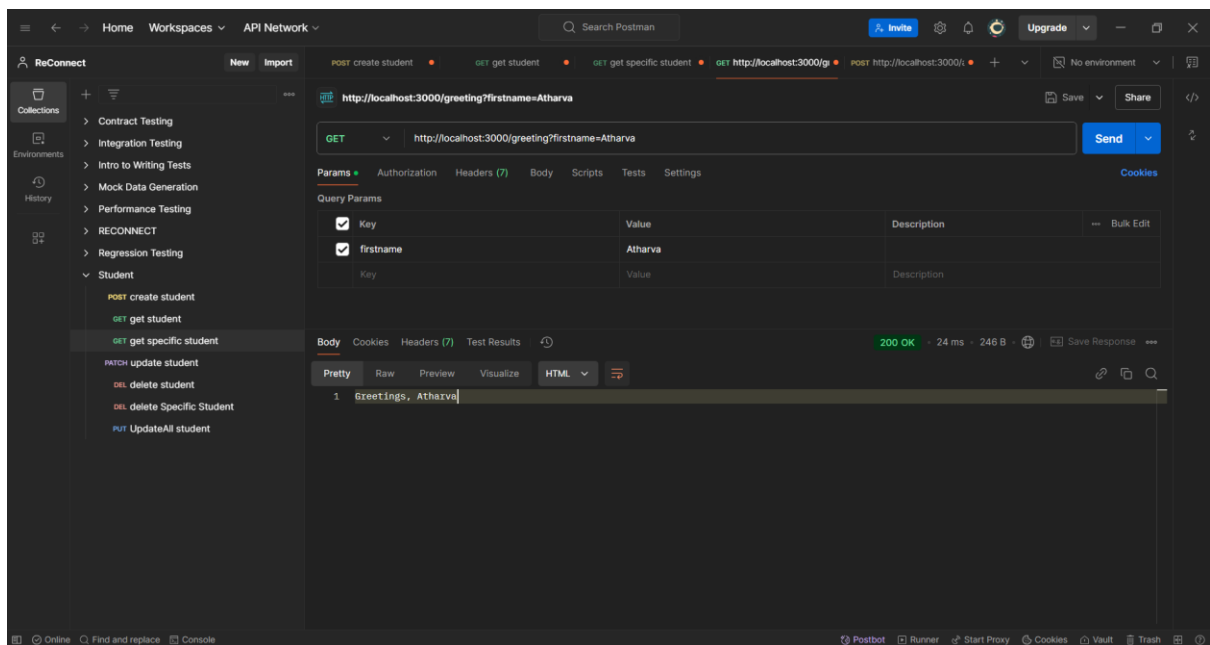 Home Workspaces API Network Search Postman Invite Upgrade
ReConnect New Import POST create student GET get student GET get specific student GET http://localhost:3000/gr POST http://localhost:3000/ No environment
Collections
Environments
History
Contract Testing
Integration Testing
Intro to Writing Tests
Mock Data Generation
Performance Testing
RECONNECT
Regression Testing
Student
POST create student
GET get student
GET get specific student
PATCH update student
DEL delete student
DEL delete Specific Student
PUT UpdateAll student
HTTP http://localhost:3000/greeting?firstname=Atharva Save Share
GET http://localhost:3000/greeting?firstname=Atharva Send
Params Authorization Headers (7) Body Scripts Tests Settings Cookies
Query Params
Key Value Description Bulk Edit
firstname Atharva
Key Value Description
Body Cookies Headers (7) Test Results 200 OK 24 ms 246 B Save Response
Pretty Raw Preview Visualize HTML
1 Greetings, Atharva
Online Find and replace Console Postbot Runner Start Proxy Cookies Vault Trash